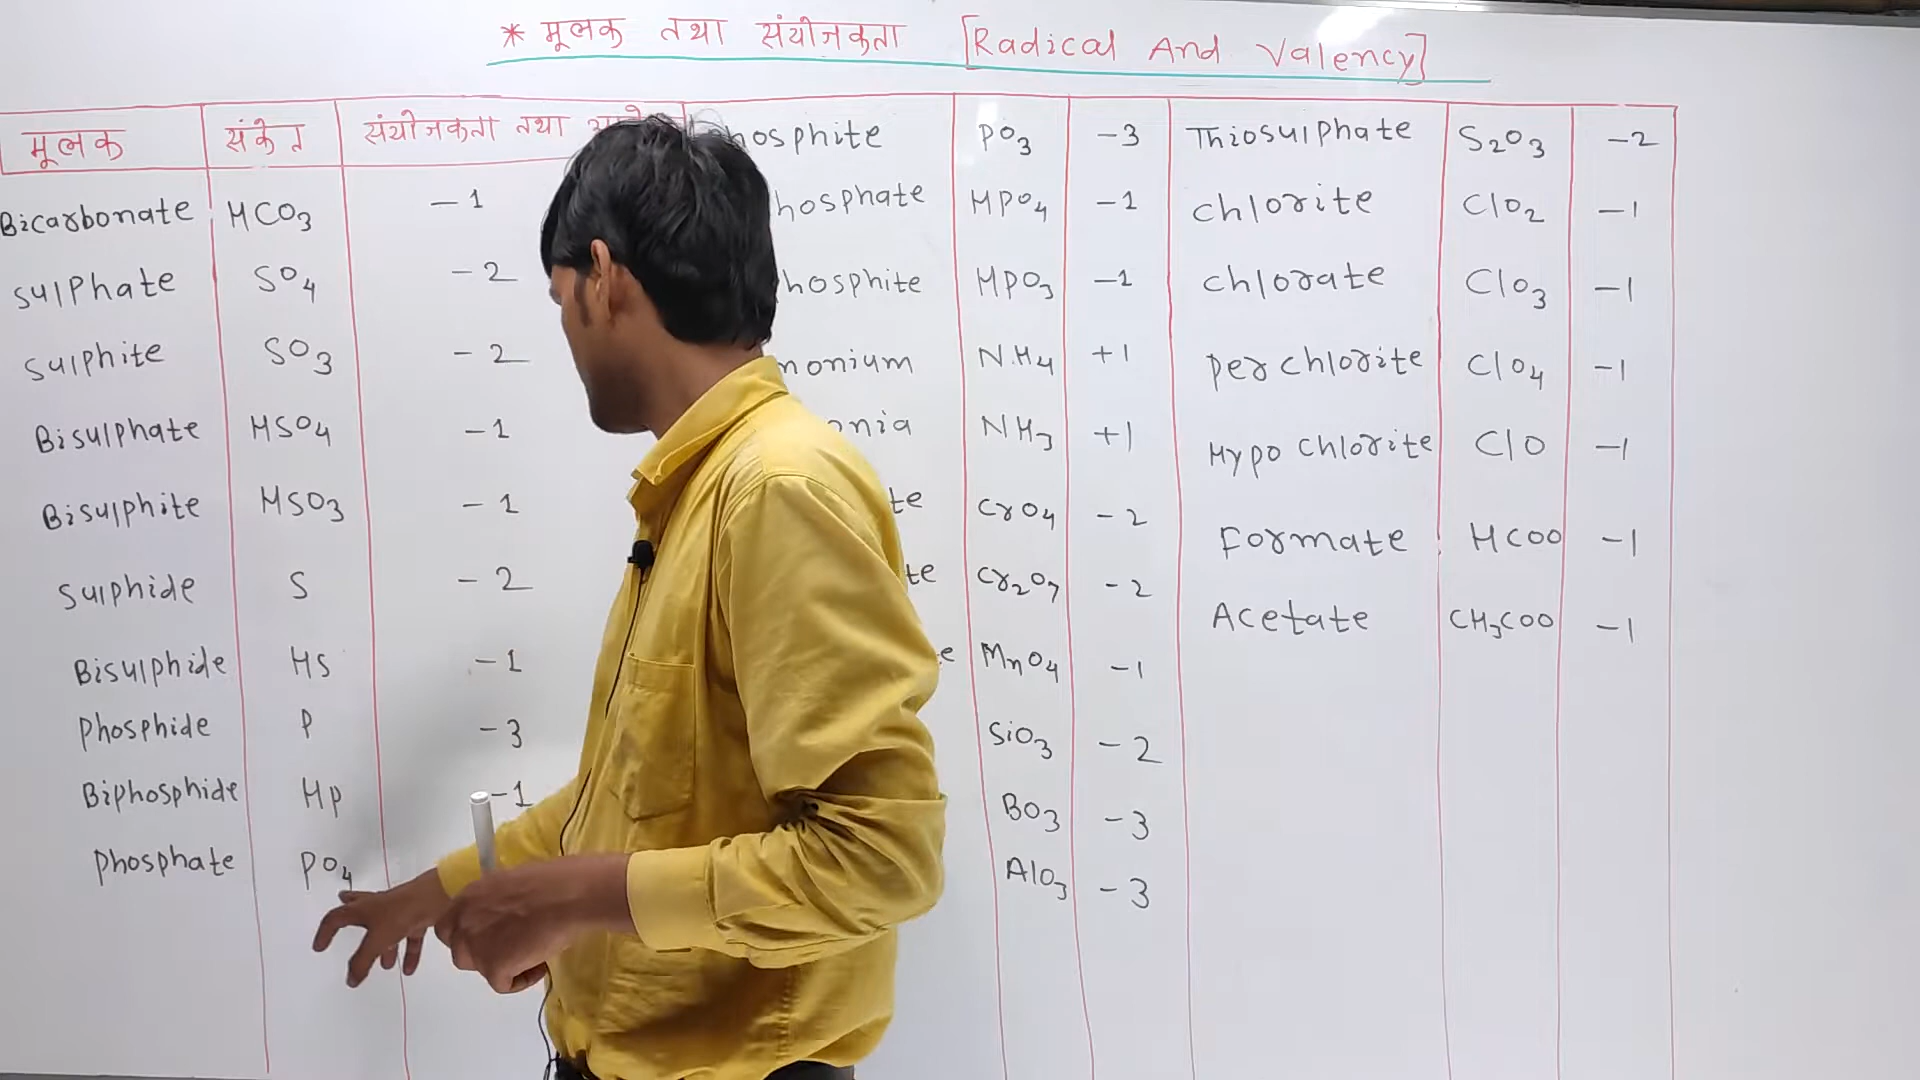 * मूलक तथा संयोजकता [Radical And Valency]
मूलक संकेत संयोजकता तथा
Bicarbonate HCO3 -1
Sulphate SO4 -2
Sulphite SO3 -2
Bisulphate HSO4 -1
Bisulphite HSO3 -1
Sulphide S -2
Bisulphide HS -1
Phosphide P -3
Biphosphide HP -1
Phosphate PO4
hosphite PO3 -3
hosphate HPO4 -1
hosphite HPO3 -1
monium NH4 +1
onia NH3 +1
te CrO4 -2
te Cr2O7 -2
e MnO4 -1
SiO3 -2
BO3 -3
AlO3 -3
Thiosulphate S2O3 -2
chlorite ClO2 -1
chlorate ClO3 -1
perchlorite ClO4 -1
Hypo chlorite ClO -1
Formate HCOO -1
Acetate CH3COO -1